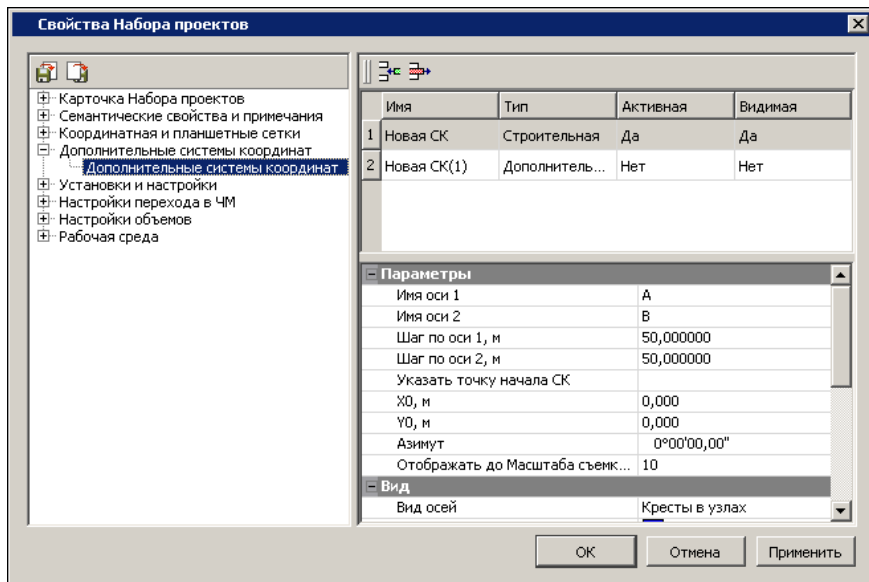 Свойства Набора проектов
Карточка Набора проектов
Семантические свойства и примечания
Координатная и планшетные сетки
Дополнительные системы координат
Дополнительные системы координат
Установки и настройки
Настройки перехода в ЧМ
Настройки объемов
Рабочая среда
Имя Тип Активная Видимая
1 Новая СК Строительная Да Да
2 Новая СК(1) Дополнитель... Нет Нет
Параметры
Имя оси 1 A
Имя оси 2 B
Шаг по оси 1, м 50,000000
Шаг по оси 2, м 50,000000
Указать точку начала СК
X0, м 0,000
Y0, м 0,000
Азимут 0°00'00,00"
Отображать до Масштаба съемк... 10
Вид
Вид осей Кресты в узлах
ОК Отмена Применить